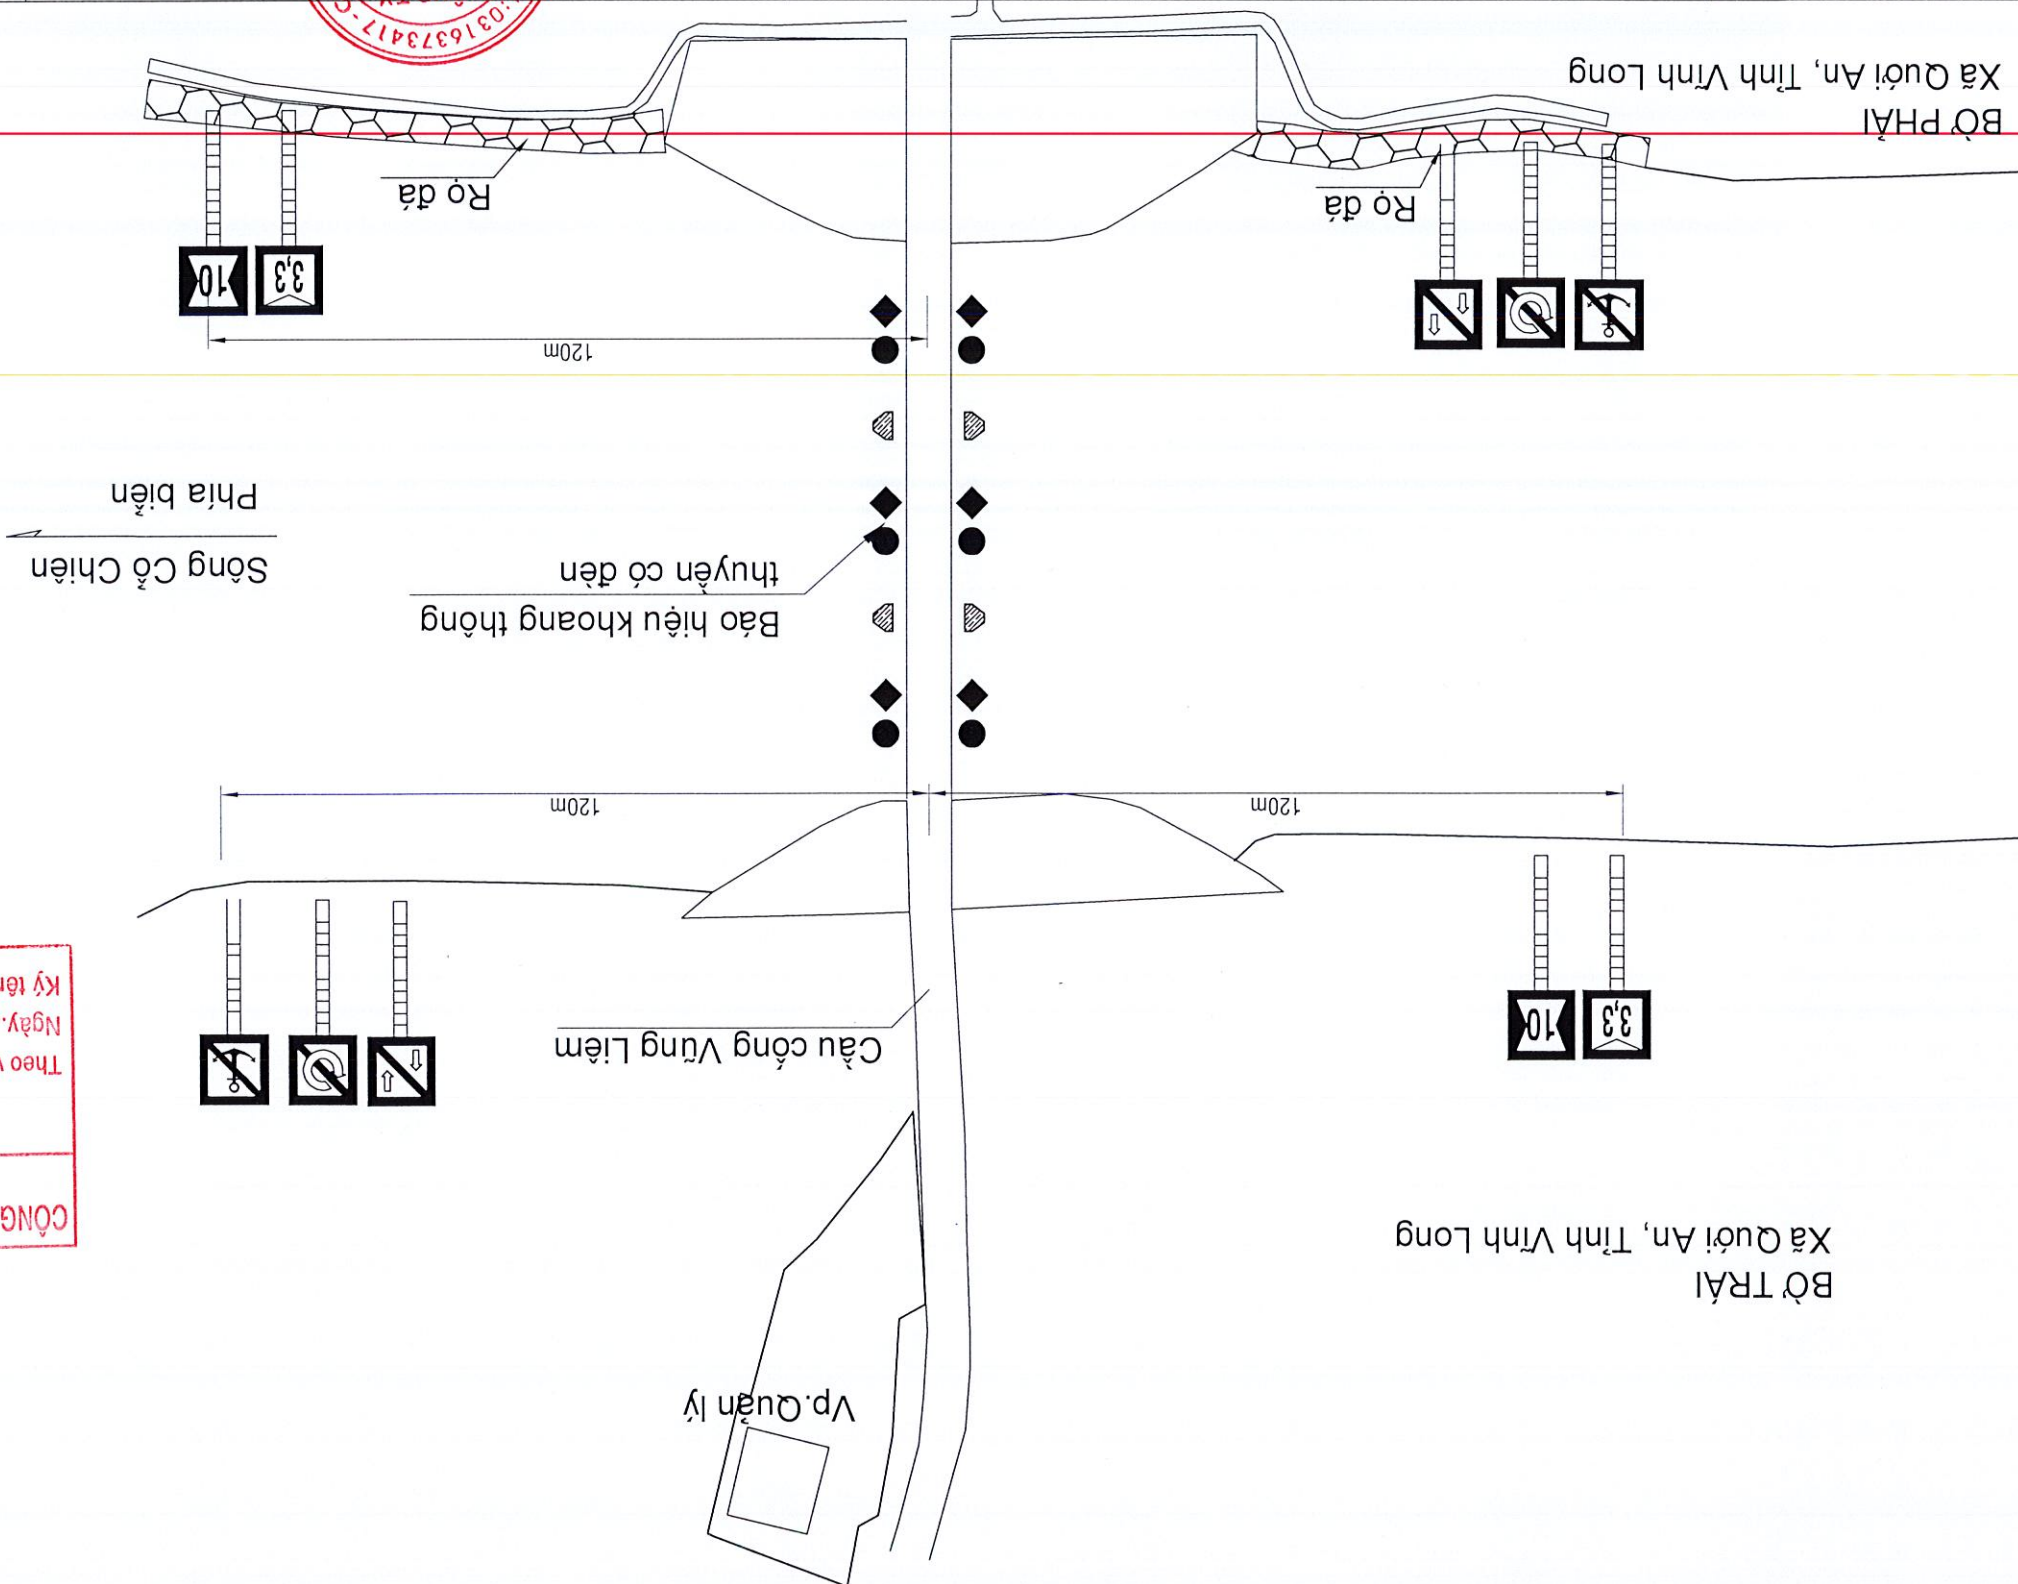 Vp.Quản lý
BỜ TRÁI
Xã Quới An, Tỉnh Vĩnh Long
CÔNG
Theo
Ngày.
Ký tên
Cầu cống Vũng Liêm
3,3
10
120m
120m
Báo hiệu khoang thông
thuyền có đèn
Sông Cổ Chiên
Phía biển
120m
3,3
10
Rọ đá
Rọ đá
BỜ PHẢI
Xã Quới An, Tỉnh Vĩnh Long
0316373417